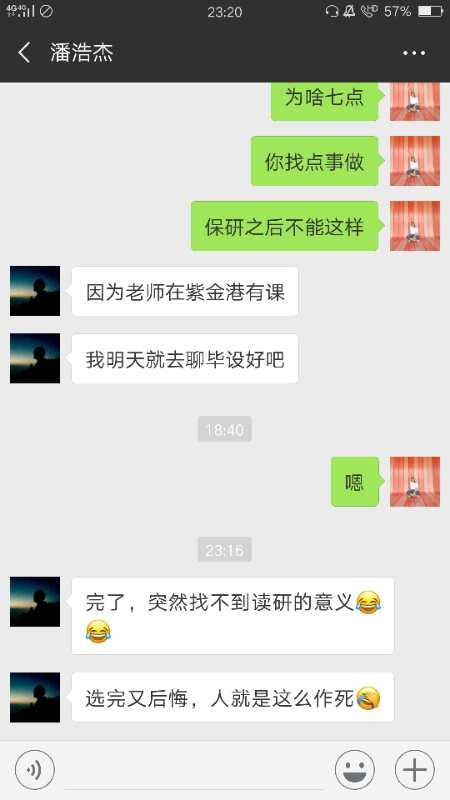 4G 4G 23:20 HD 57%
潘浩杰
为啥七点
你找点事做
保研之后不能这样
因为老师在紫金港有课
我明天就去聊毕设好吧
18:40
嗯
23:16
完了，突然找不到读研的意义😂
😂
选完又后悔，人就是这么作死🤣